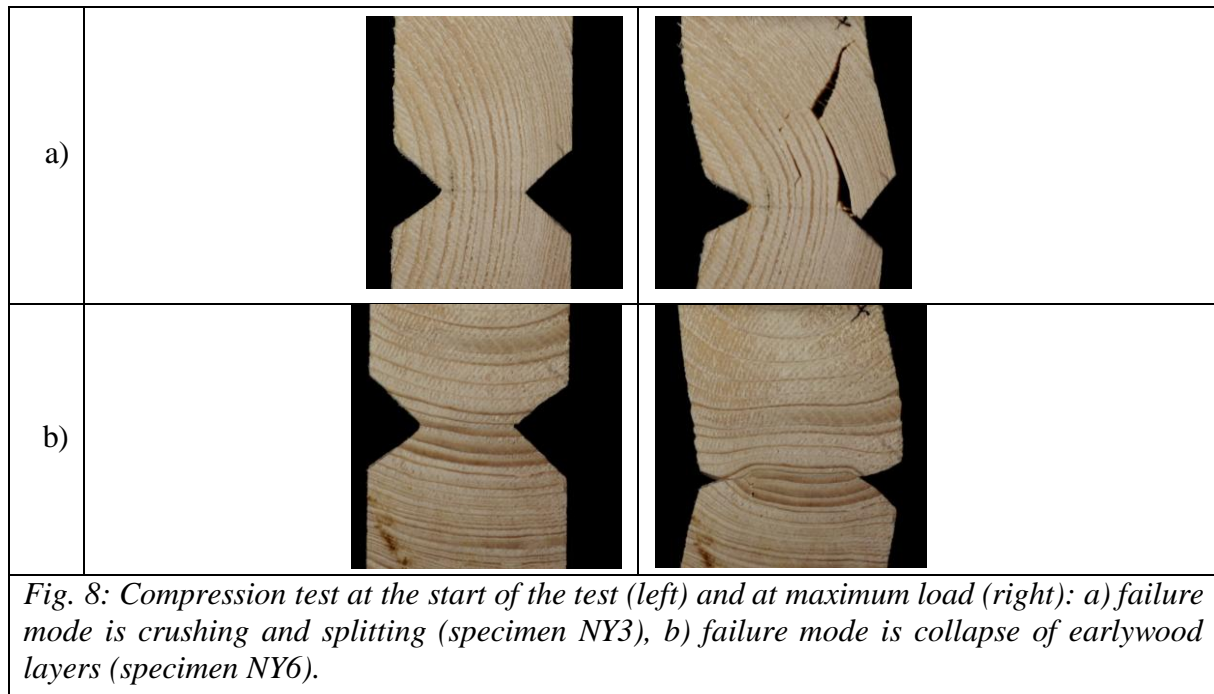 a)
b)
Fig. 8: Compression test at the start of the test (left) and at maximum load (right): a) failure
mode is crushing and splitting (specimen NY3), b) failure mode is collapse of earlywood
layers (specimen NY6).